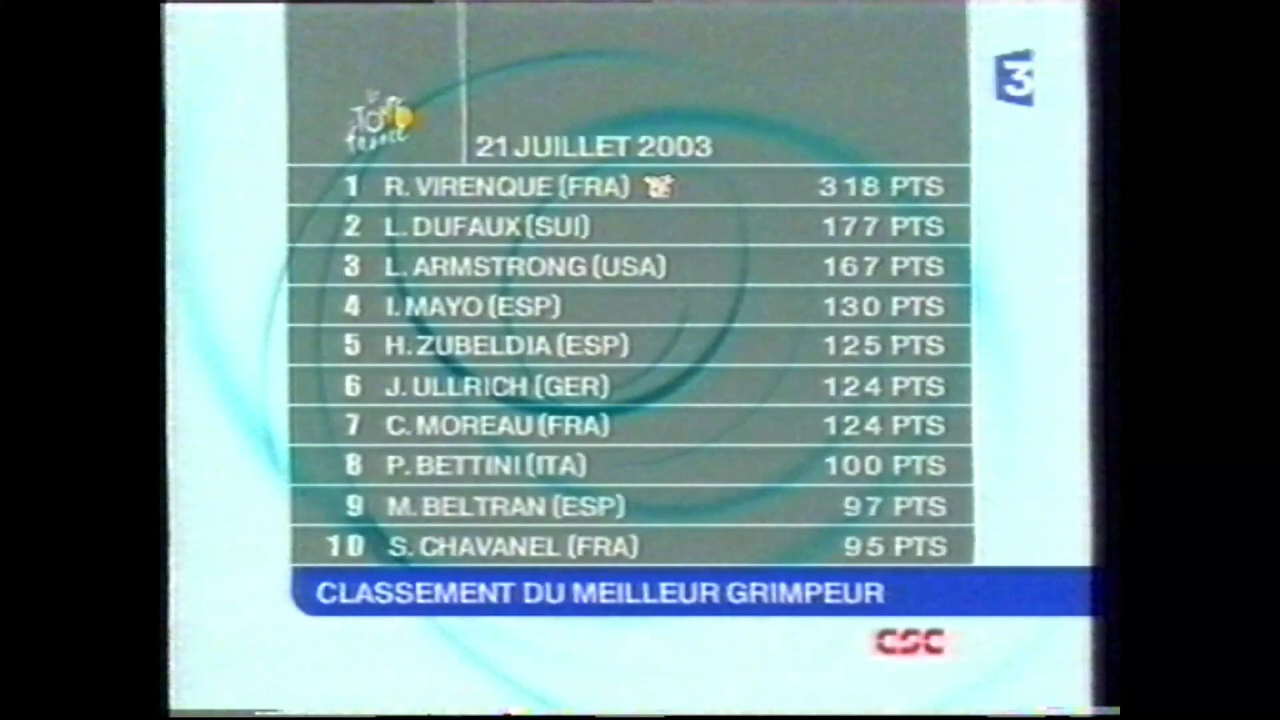 3
LE TOUR
france
21 JUILLET 2003
1 R. VIRENQUE (FRA) 318 PTS
2 L. DUFAUX (SUI) 177 PTS
3 L. ARMSTRONG (USA) 167 PTS
4 I. MAYO (ESP) 130 PTS
5 H. ZUBELDIA (ESP) 125 PTS
6 J. ULLRICH (GER) 124 PTS
7 C. MOREAU (FRA) 124 PTS
8 P. BETTINI (ITA) 100 PTS
9 M. BELTRAN (ESP) 97 PTS
10 S. CHAVANEL (FRA) 95 PTS
CLASSEMENT DU MEILLEUR GRIMPEUR
CSC